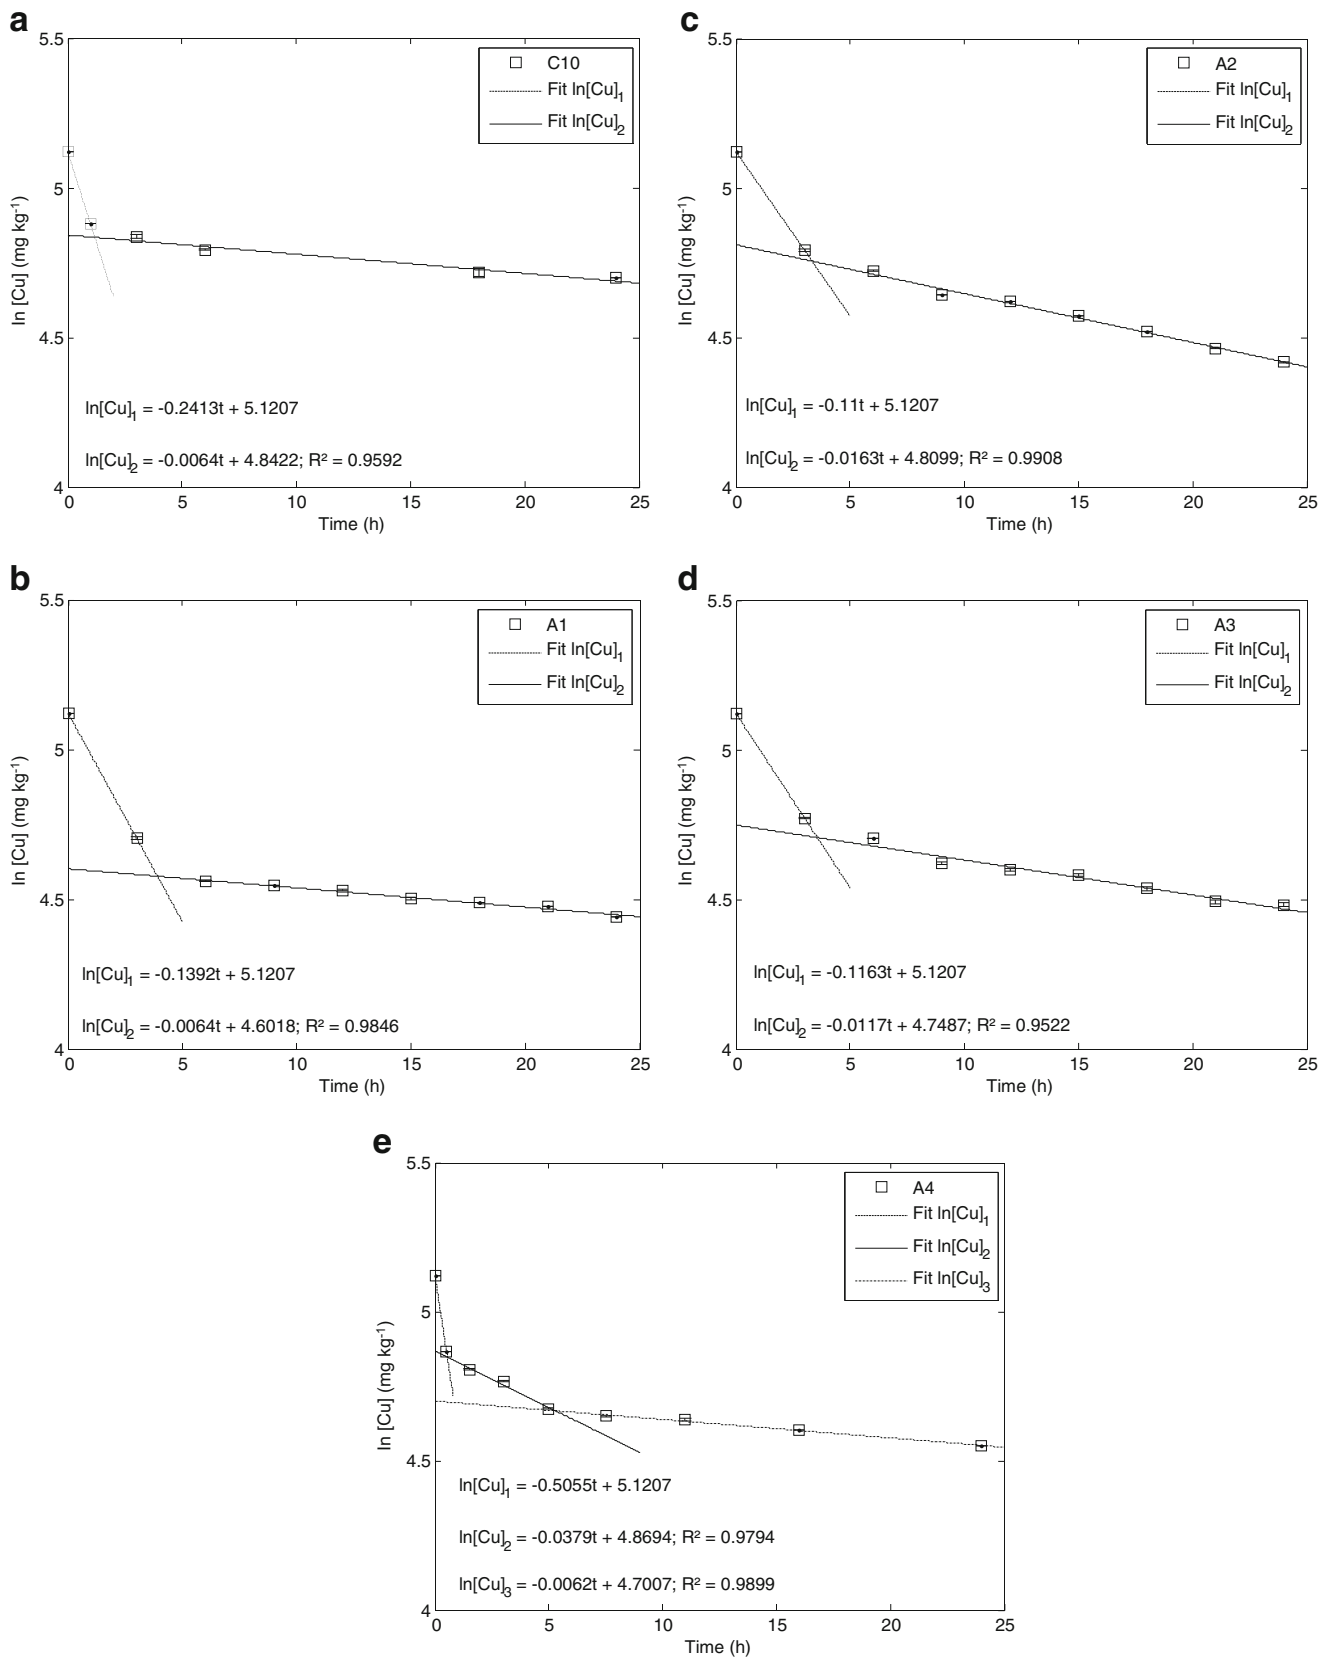 a
5.5
5
4.5
4
ln [Cu] (mg kg⁻¹)
C10
Fit ln[Cu]₁
Fit ln[Cu]₂
ln[Cu]₁ = -0.2413t + 5.1207
ln[Cu]₂ = -0.0064t + 4.8422; R² = 0.9592
0 5 10 15 20 25
Time (h)
c
5.5
5
4.5
4
ln [Cu] (mg kg⁻¹)
A2
Fit ln[Cu]₁
Fit ln[Cu]₂
ln[Cu]₁ = -0.11t + 5.1207
ln[Cu]₂ = -0.0163t + 4.8099; R² = 0.9908
0 5 10 15 20 25
Time (h)
b
5.5
5
4.5
4
ln [Cu] (mg kg⁻¹)
A1
Fit ln[Cu]₁
Fit ln[Cu]₂
ln[Cu]₁ = -0.1392t + 5.1207
ln[Cu]₂ = -0.0064t + 4.6018; R² = 0.9846
0 5 10 15 20 25
Time (h)
d
5.5
5
4.5
4
ln [Cu] (mg kg⁻¹)
A3
Fit ln[Cu]₁
Fit ln[Cu]₂
ln[Cu]₁ = -0.1163t + 5.1207
ln[Cu]₂ = -0.0117t + 4.7487; R² = 0.9522
0 5 10 15 20 25
Time (h)
e
5.5
5
4.5
4
ln [Cu] (mg kg⁻¹)
A4
Fit ln[Cu]₁
Fit ln[Cu]₂
Fit ln[Cu]₃
ln[Cu]₁ = -0.5055t + 5.1207
ln[Cu]₂ = -0.0379t + 4.8694; R² = 0.9794
ln[Cu]₃ = -0.0062t + 4.7007; R² = 0.9899
0 5 10 15 20 25
Time (h)